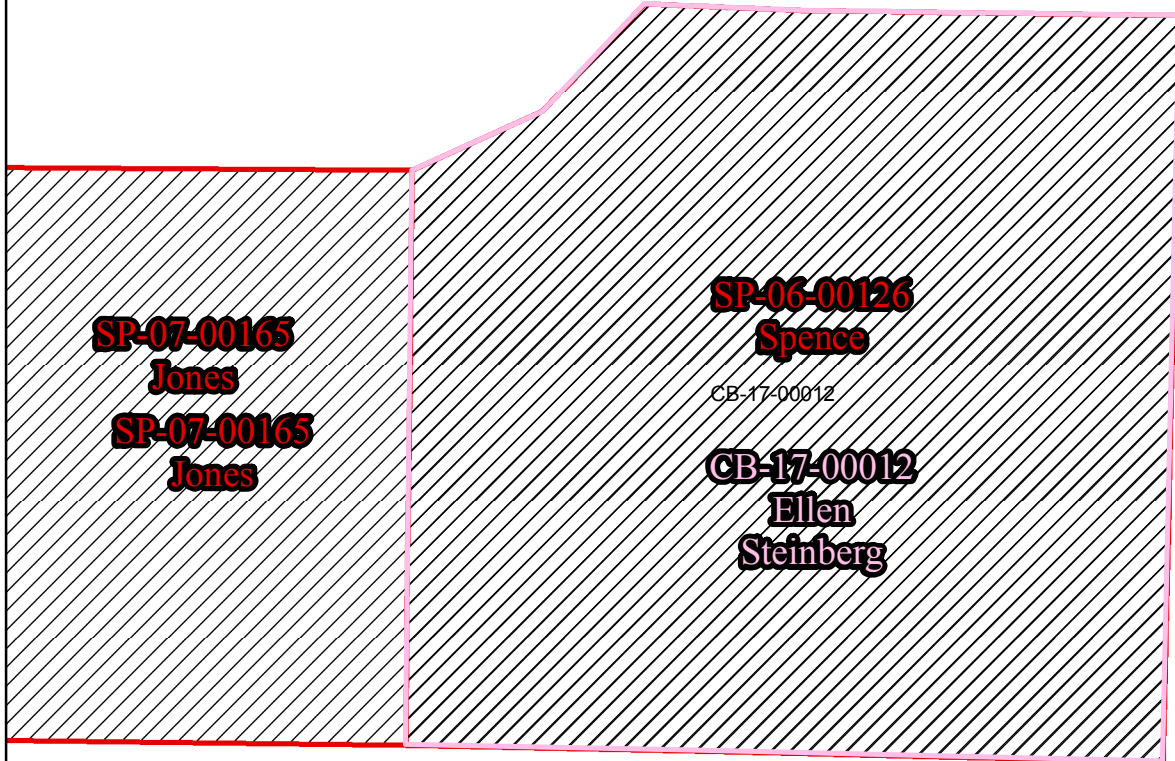 SP-07-00165
Jones
SP-07-00165
Jones
SP-06-00126
Spence
CB-17-00012
CB-17-00012
Ellen
Steinberg